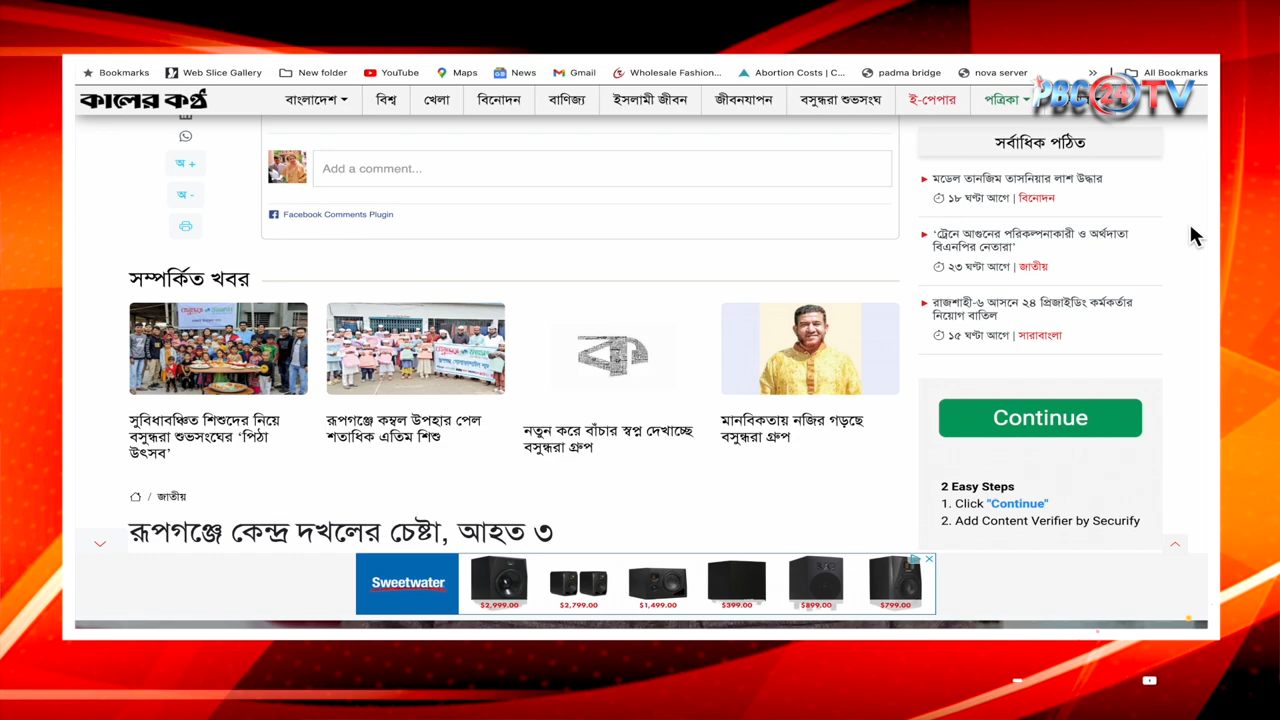 Bookmarks Web Slice Gallery New folder YouTube Maps News Gmail Wholesale Fashion... Abortion Costs | C... padma bridge nova server » All Bookmarks
কালের কণ্ঠ বাংলাদেশ বিশ্ব খেলা বিনোদন বাণিজ্য ইসলামী জীবন জীবনযাপন বসুন্ধরা শুভসংঘ ই-পেপার পত্রিকা
PBC 24 TV
অ +
অ -
Add a comment...
Facebook Comments Plugin
সর্বাধিক পঠিত
মডেল তানজিম তাসনিয়ার লাশ উদ্ধার
১৮ ঘণ্টা আগে | বিনোদন
‘ট্রেনে আগুনের পরিকল্পনাকারী ও অর্থদাতা
বিএনপির নেতারা’
২৩ ঘণ্টা আগে | জাতীয়
রাজশাহী-৬ আসনে ২৪ প্রিজাইডিং কর্মকর্তার
নিয়োগ বাতিল
১৫ ঘণ্টা আগে | সারাবাংলা
সম্পর্কিত খবর
সুবিধাবঞ্চিত শিশুদের নিয়ে
বসুন্ধরা শুভসংঘের ‘পিঠা
উৎসব’
রূপগঞ্জে কম্বল উপহার পেল
শতাধিক এতিম শিশু
নতুন করে বাঁচার স্বপ্ন দেখাচ্ছে
বসুন্ধরা গ্রুপ
মানবিকতায় নজির গড়ছে
বসুন্ধরা গ্রুপ
/ জাতীয়
রূপগঞ্জে কেন্দ্র দখলের চেষ্টা, আহত ৩
Continue
2 Easy Steps
1. Click "Continue"
2. Add Content Verifier by Securify
Sweetwater
$2,999.00 $2,799.00 $1,499.00 $399.00 $899.00 $799.00